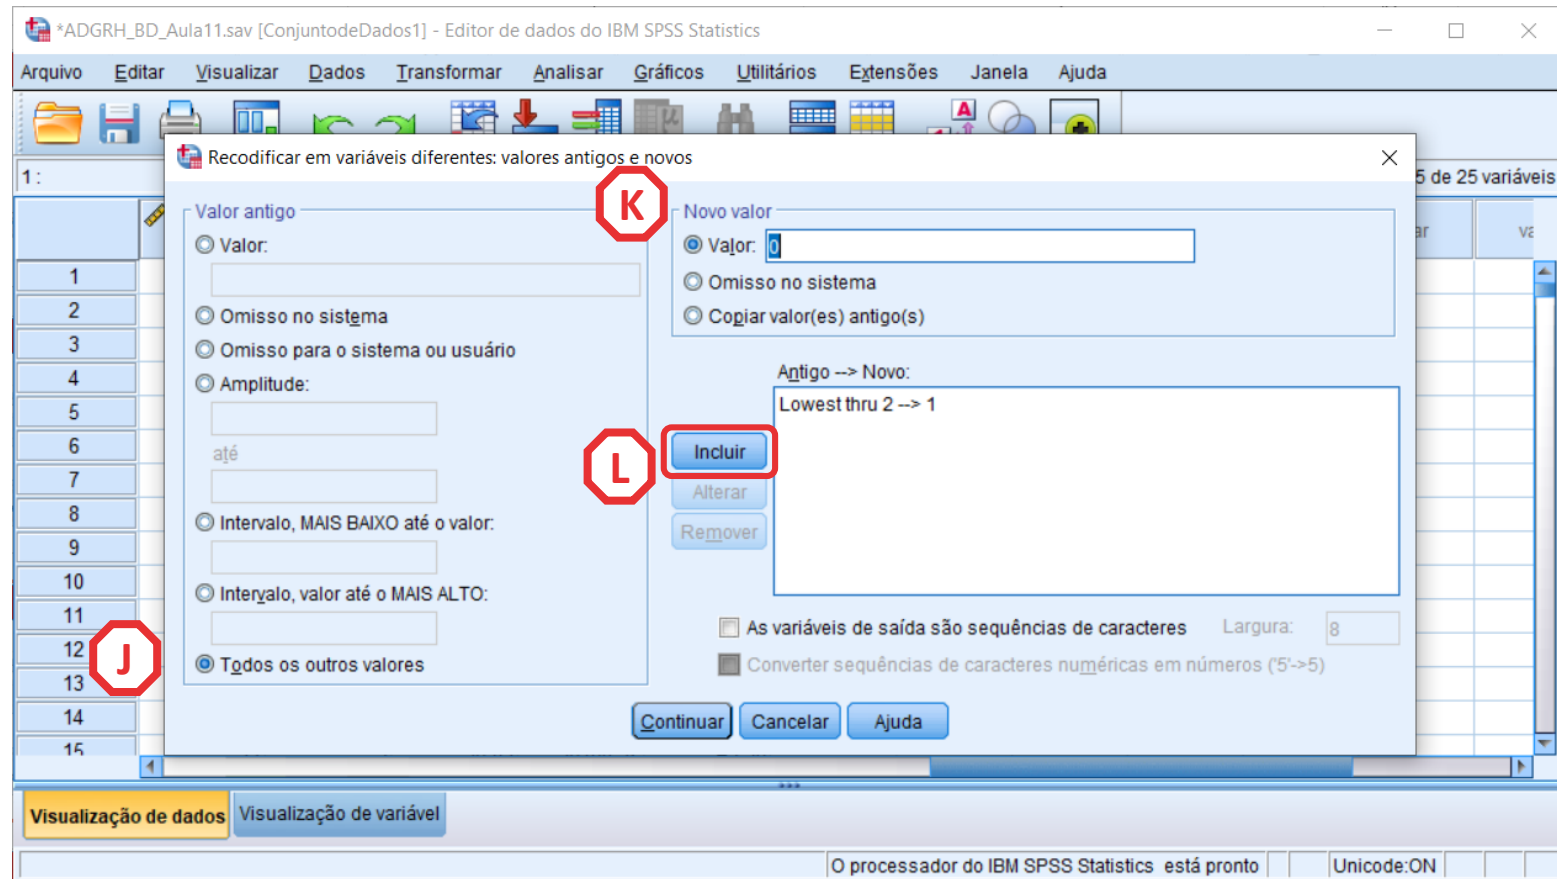 *ADGRH_BD_Aula11.sav [ConjuntodeDados1] - Editor de dados do IBM SPSS Statistics
Arquivo Editar Visualizar Dados Transformar Analisar Gráficos Utilitários Extensões Janela Ajuda
A
Recodificar em variáveis diferentes: valores antigos e novos
1 :
5 de 25 variáveis
ar
va
K
Valor antigo
Valor:
Omisso no sistema
Omisso para o sistema ou usuário
Amplitude:
até
Intervalo, MAIS BAIXO até o valor:
Intervalo, valor até o MAIS ALTO:
J
Todos os outros valores
Novo valor
Valor: 0
Omisso no sistema
Copiar valor(es) antigo(s)
Antigo --> Novo:
Lowest thru 2 --> 1
L
Incluir
Alterar
Remover
As variáveis de saída são sequências de caracteres Largura: 8
Converter sequências de caracteres numéricas em números ('5'->5)
Continuar Cancelar Ajuda
1
2
3
4
5
6
7
8
9
10
11
12
13
14
15
Visualização de dados Visualização de variável
O processador do IBM SPSS Statistics está pronto Unicode:ON